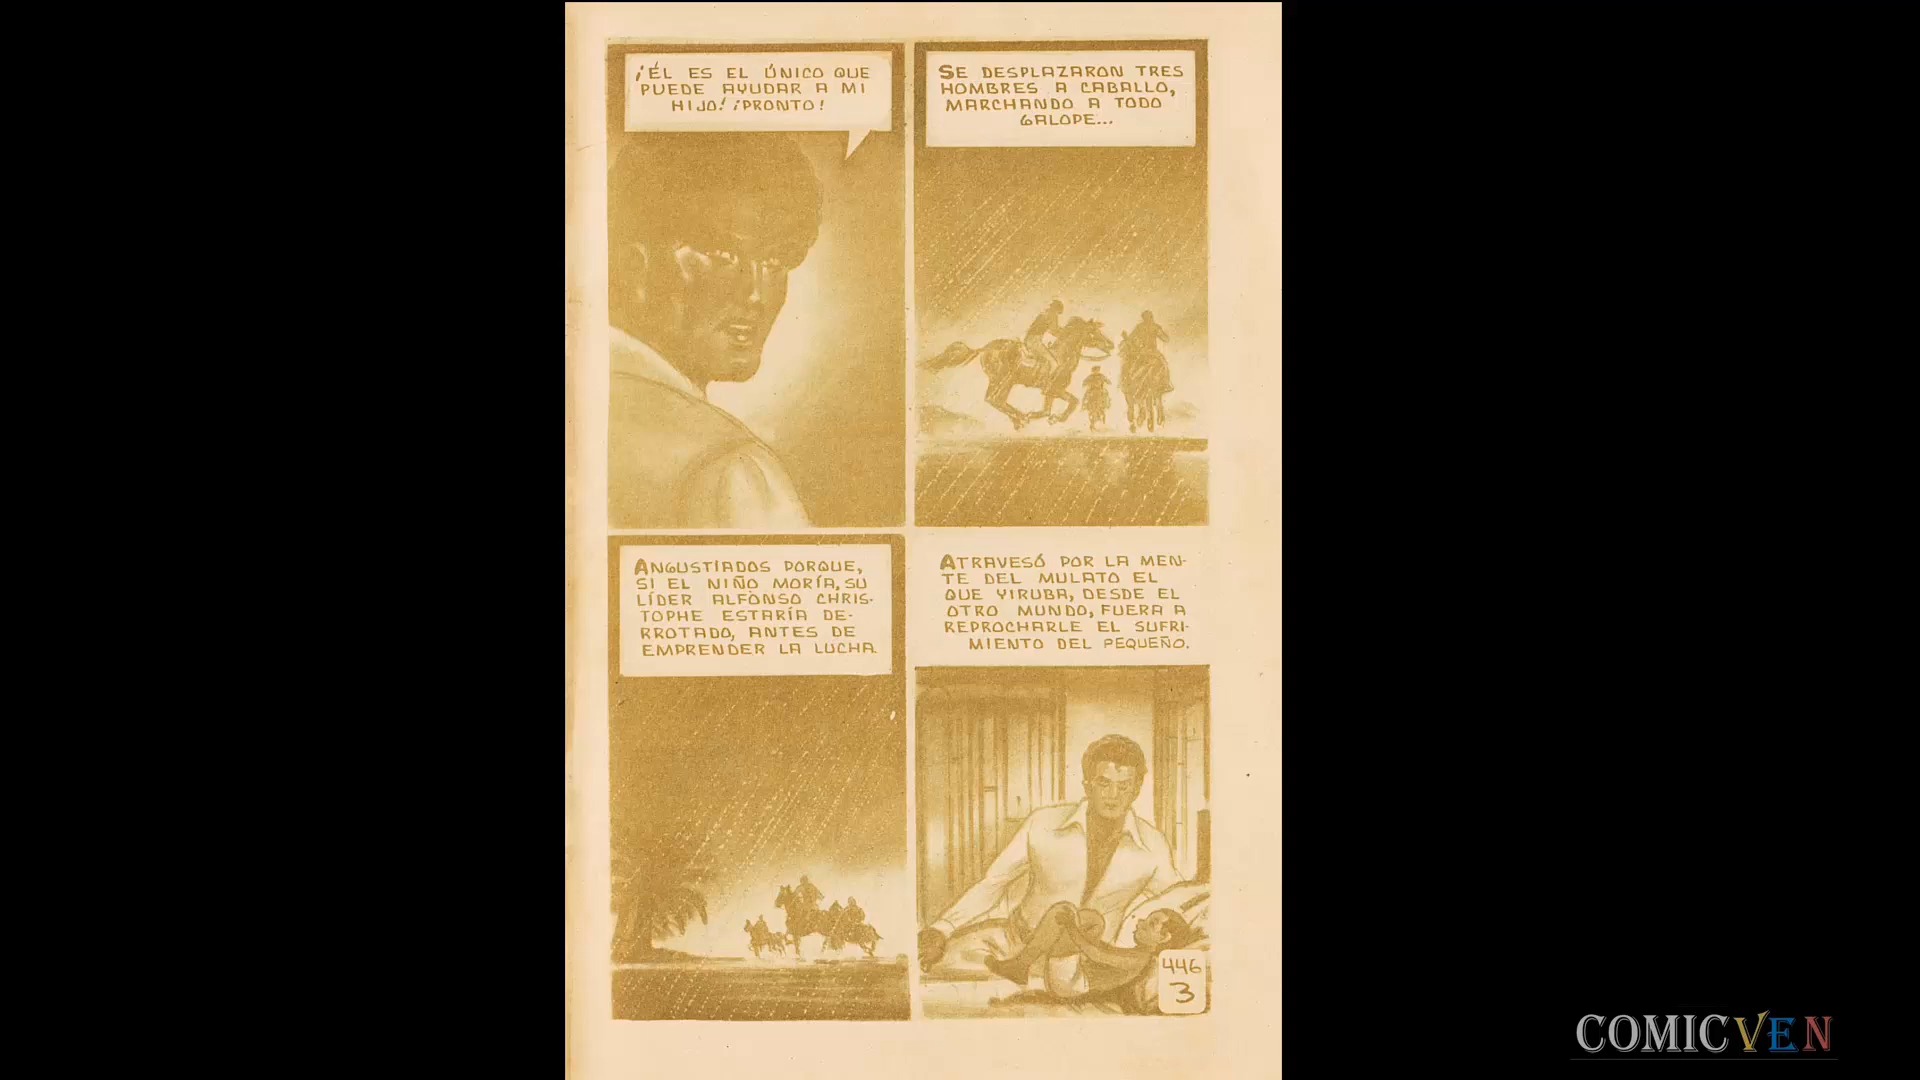 ¡ÉL ES EL ÚNICO QUE
PUEDE AYUDAR A MI
HIJO! ¡PRONTO!
SE DESPLAZARON TRES
HOMBRES A CABALLO,
MARCHANDO A TODO
GALOPE...
ANGUSTIADOS PORQUE,
SI EL NIÑO MORÍA, SU
LÍDER ALFONSO CHRIS-
TOPHE ESTARÍA DE-
RROTADO, ANTES DE
EMPRENDER LA LUCHA.
ATRAVESÓ POR LA MEN-
TE DEL MULATO EL
QUE YIRUBA, DESDE EL
OTRO MUNDO, FUERA A
REPROCHARLE EL SUFRI-
MIENTO DEL PEQUEÑO.
446
3
COMICVEN